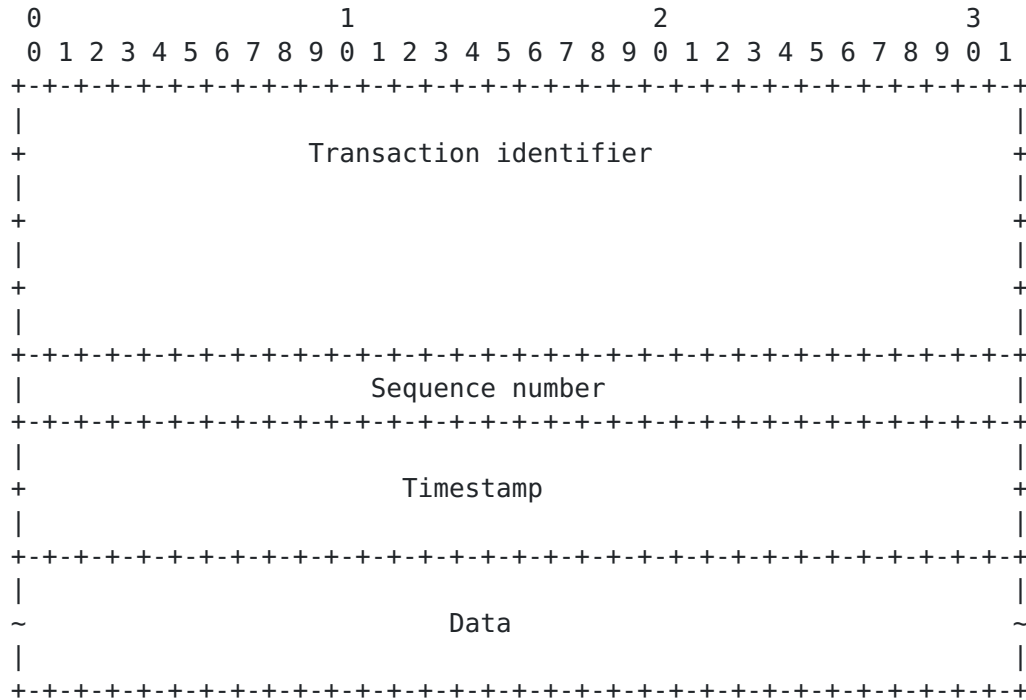 0                   1                   2                   3
 0 1 2 3 4 5 6 7 8 9 0 1 2 3 4 5 6 7 8 9 0 1 2 3 4 5 6 7 8 9 0 1
+-+-+-+-+-+-+-+-+-+-+-+-+-+-+-+-+-+-+-+-+-+-+-+-+-+-+-+-+-+-+-+-+
|                                                               |
+                  Transaction identifier                       +
|                                                               |
+                                                               +
|                                                               |
+                                                               +
|                                                               |
+-+-+-+-+-+-+-+-+-+-+-+-+-+-+-+-+-+-+-+-+-+-+-+-+-+-+-+-+-+-+-+-+
|                      Sequence number                          |
+-+-+-+-+-+-+-+-+-+-+-+-+-+-+-+-+-+-+-+-+-+-+-+-+-+-+-+-+-+-+-+-+
|                                                               |
+                        Timestamp                              +
|                                                               |
+-+-+-+-+-+-+-+-+-+-+-+-+-+-+-+-+-+-+-+-+-+-+-+-+-+-+-+-+-+-+-+-+
|                                                               |
~                           Data                                ~
|                                                               |
+-+-+-+-+-+-+-+-+-+-+-+-+-+-+-+-+-+-+-+-+-+-+-+-+-+-+-+-+-+-+-+-+